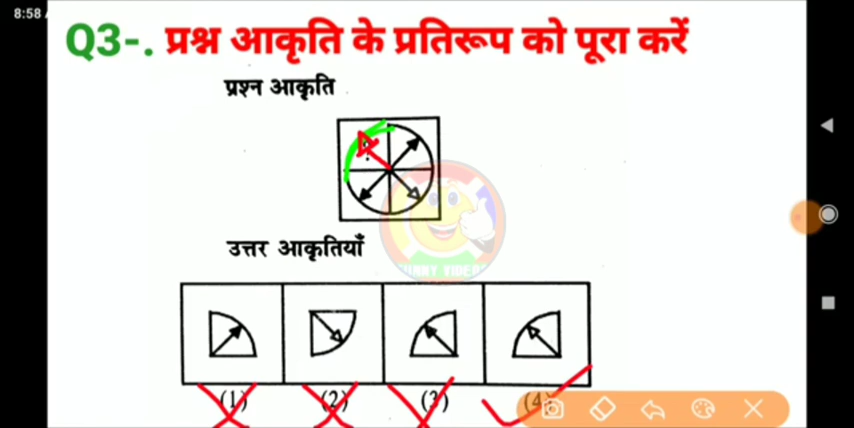 8:58
Q3-. प्रश्न आकृति के प्रतिरूप को पूरा करें
प्रश्न आकृति
?
उत्तर आकृतियाँ
(1) (2) (3) (4)